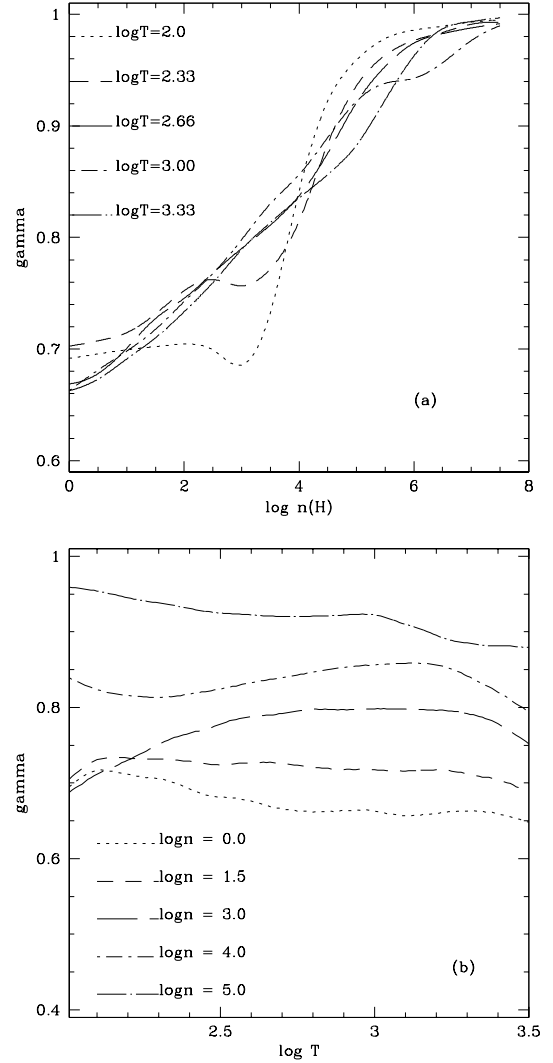 1
logT=2.0
logT=2.33
0.9
logT=2.66
logT=3.00
logT=3.33
0.8
gamma
0.7
(a)
0.6
0 2 4 6 8
log n(H)
1
0.8
gamma
logn = 0.0
0.6
logn = 1.5
logn = 3.0
logn = 4.0
(b)
logn = 5.0
0.4
2.5 3 3.5
log T